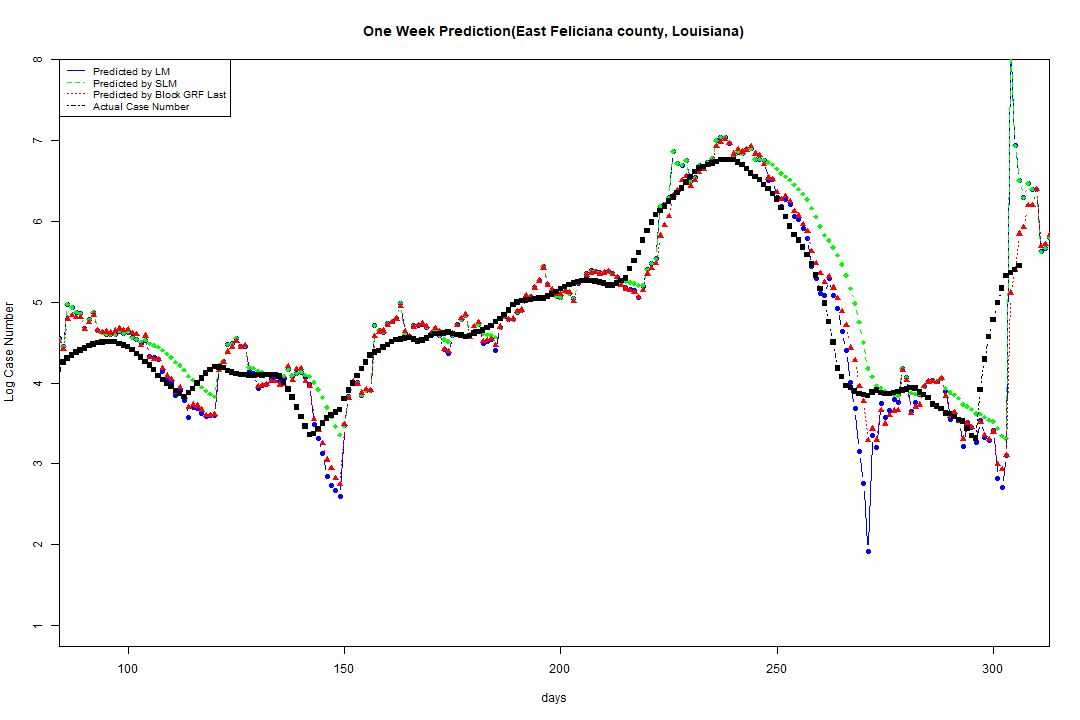 One Week Prediction(East Feliciana county, Louisiana)
Predicted by LM
Predicted by SLM
Predicted by Block GRF Last
Actual Case Number
Log Case Number
8
7
6
5
4
3
2
1
100 150 200 250 300
days